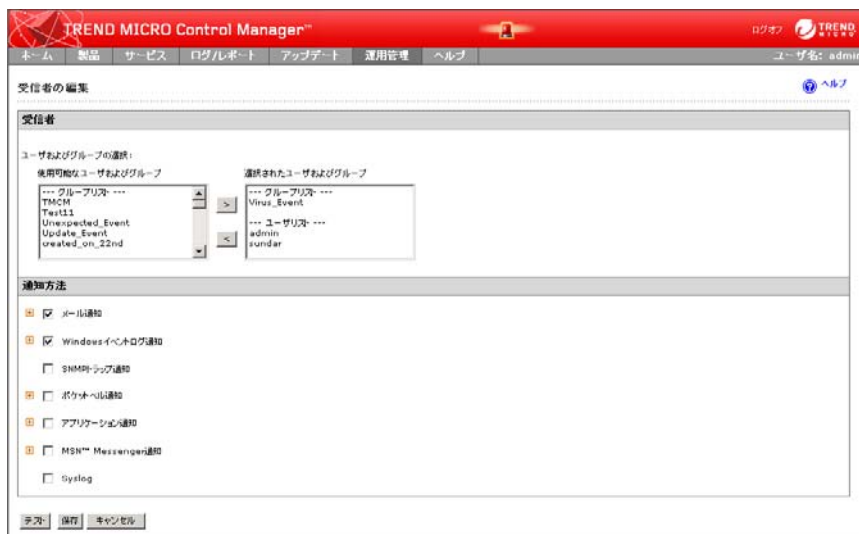 TREND MICRO Control Manager™
ログオフ
TREND MICRO
ホーム 製品 サービス ログ/レポート アップデート 運用管理 ヘルプ
ユーザ名: admin
受信者の編集
ヘルプ
受信者
ユーザおよびグループの選択:
使用可能なユーザおよびグループ 選択されたユーザおよびグループ
--- グループリスト ---
TMCM
Test11
Unexpected_Event
Update_Event
created_on_22nd
>
<
--- グループリスト ---
Virus_Event
--- ユーザリスト ---
admin
sundar
通知方法
メール通知
Windowsイベントログ通知
SNMPトラップ通知
ポケットベル通知
アプリケーション通知
MSN™ Messenger通知
Syslog
テスト 保存 キャンセル